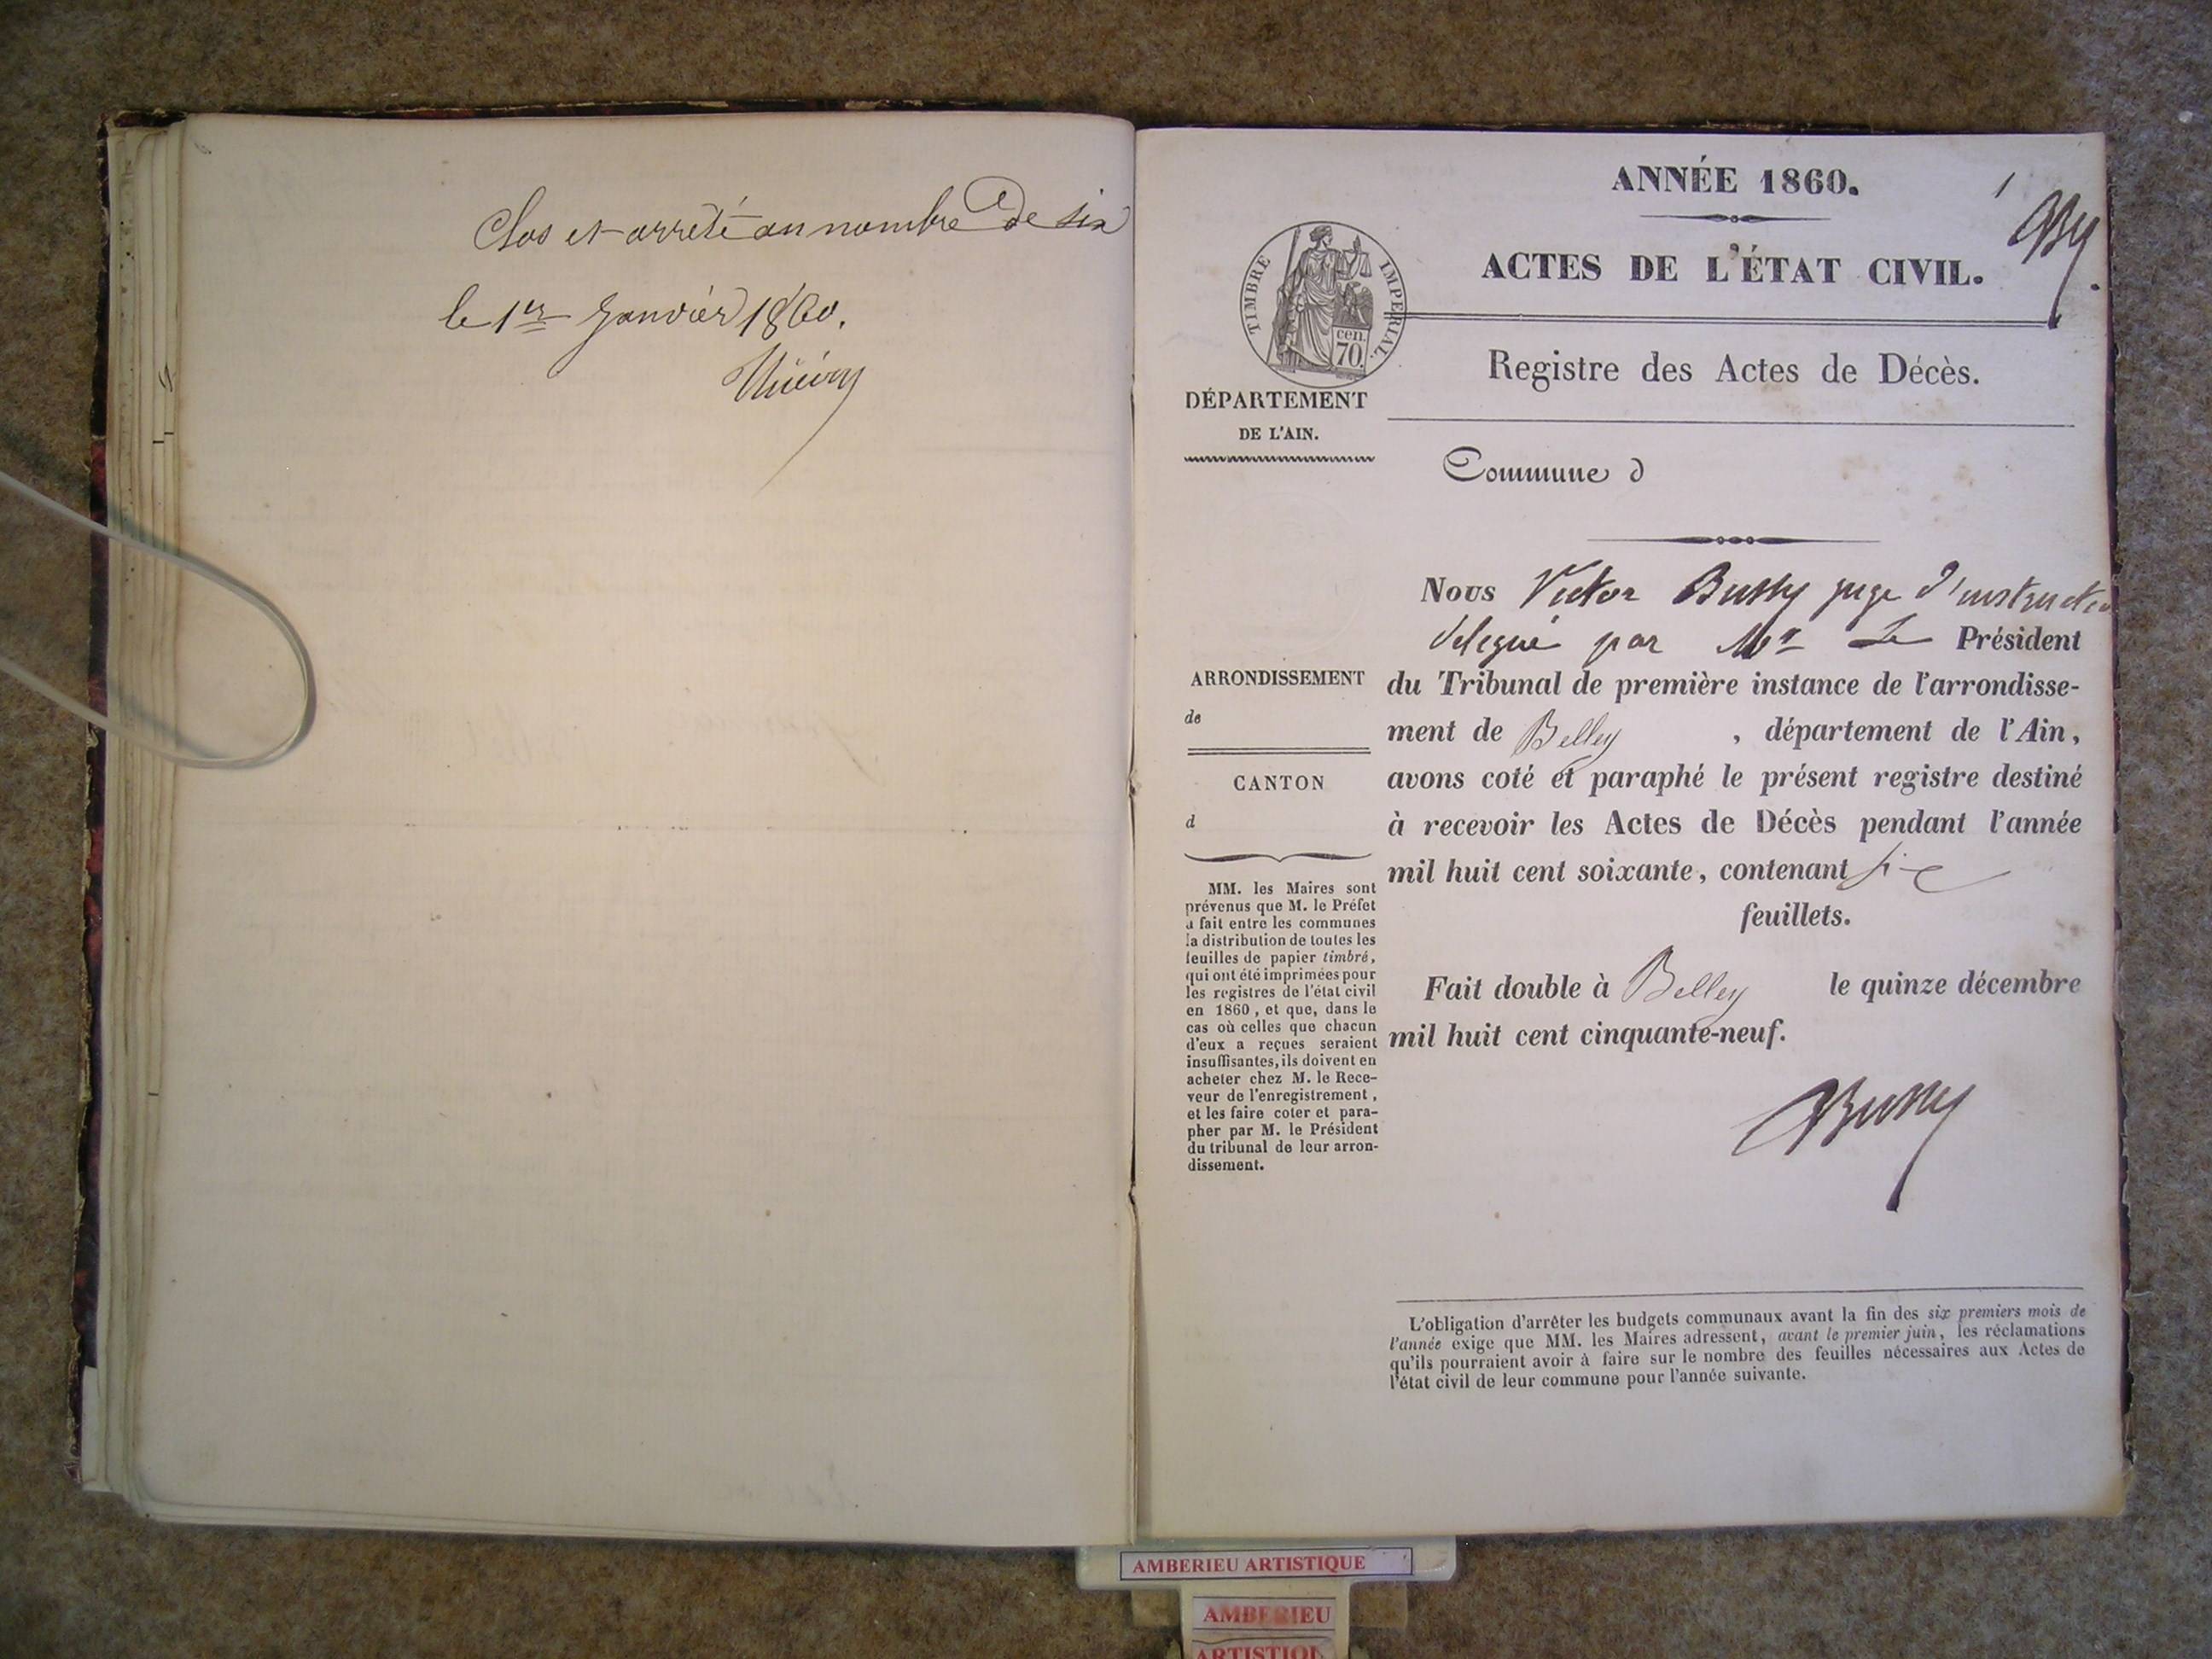 Clos et arrêté au nombre de six
le 1er Janvier 1860.
ANNÉE 1860.
1
ACTES DE L'ÉTAT CIVIL.
TIMBRE IMPERIAL.
cen.
70.
Registre des Actes de Décès.
DÉPARTEMENT
DE L'AIN.
Commune d
Nous Victor Bussy juge d'instruction
délégué par Mr Le Président
du Tribunal de première instance de l'arrondisse-
ment de Belley , département de l'Ain,
avons coté et paraphé le présent registre destiné
à recevoir les Actes de Décès pendant l'année
mil huit cent soixante, contenant six
feuillets.
Fait double à Belley le quinze décembre
mil huit cent cinquante-neuf.
Bussy
ARRONDISSEMENT
de
CANTON
d
MM. les Maires sont
prévenus que M. le Préfet
a fait entre les communes
la distribution de toutes les
feuilles de papier timbré,
qui ont été imprimées pour
les registres de l'état civil
en 1860, et que, dans le
cas où celles que chacun
d'eux a reçues seraient
insuffisantes, ils doivent en
acheter chez M. le Rece-
veur de l'enregistrement,
et les faire coter et para-
pher par M. le Président
du tribunal de leur arron-
dissement.
L'obligation d'arrêter les budgets communaux avant la fin des six premiers mois de
l'année exige que MM. les Maires adressent, avant le premier juin, les réclamations
qu'ils pourraient avoir à faire sur le nombre des feuilles nécessaires aux Actes de
l'état civil de leur commune pour l'année suivante.
AMBERIEU ARTISTIQUE
AMBERIEU